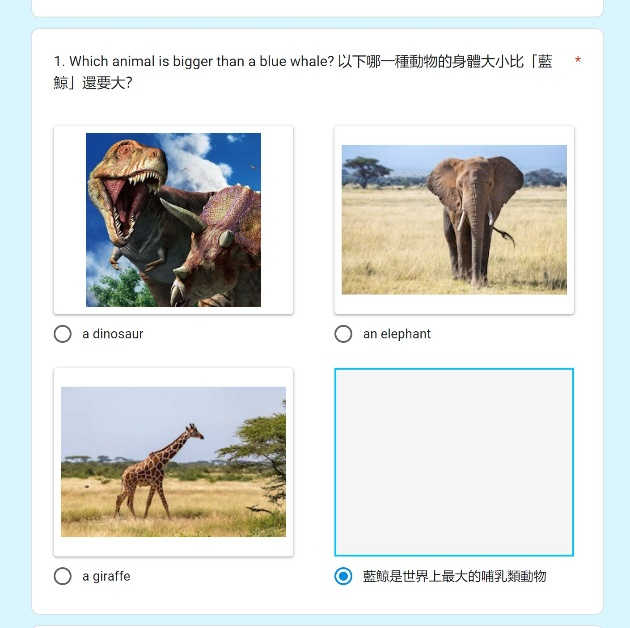 1. Which animal is bigger than a blue whale? 以下哪一種動物的身體大小比「藍 *
鯨」還要大?
a dinosaur
an elephant
a giraffe
藍鯨是世界上最大的哺乳類動物